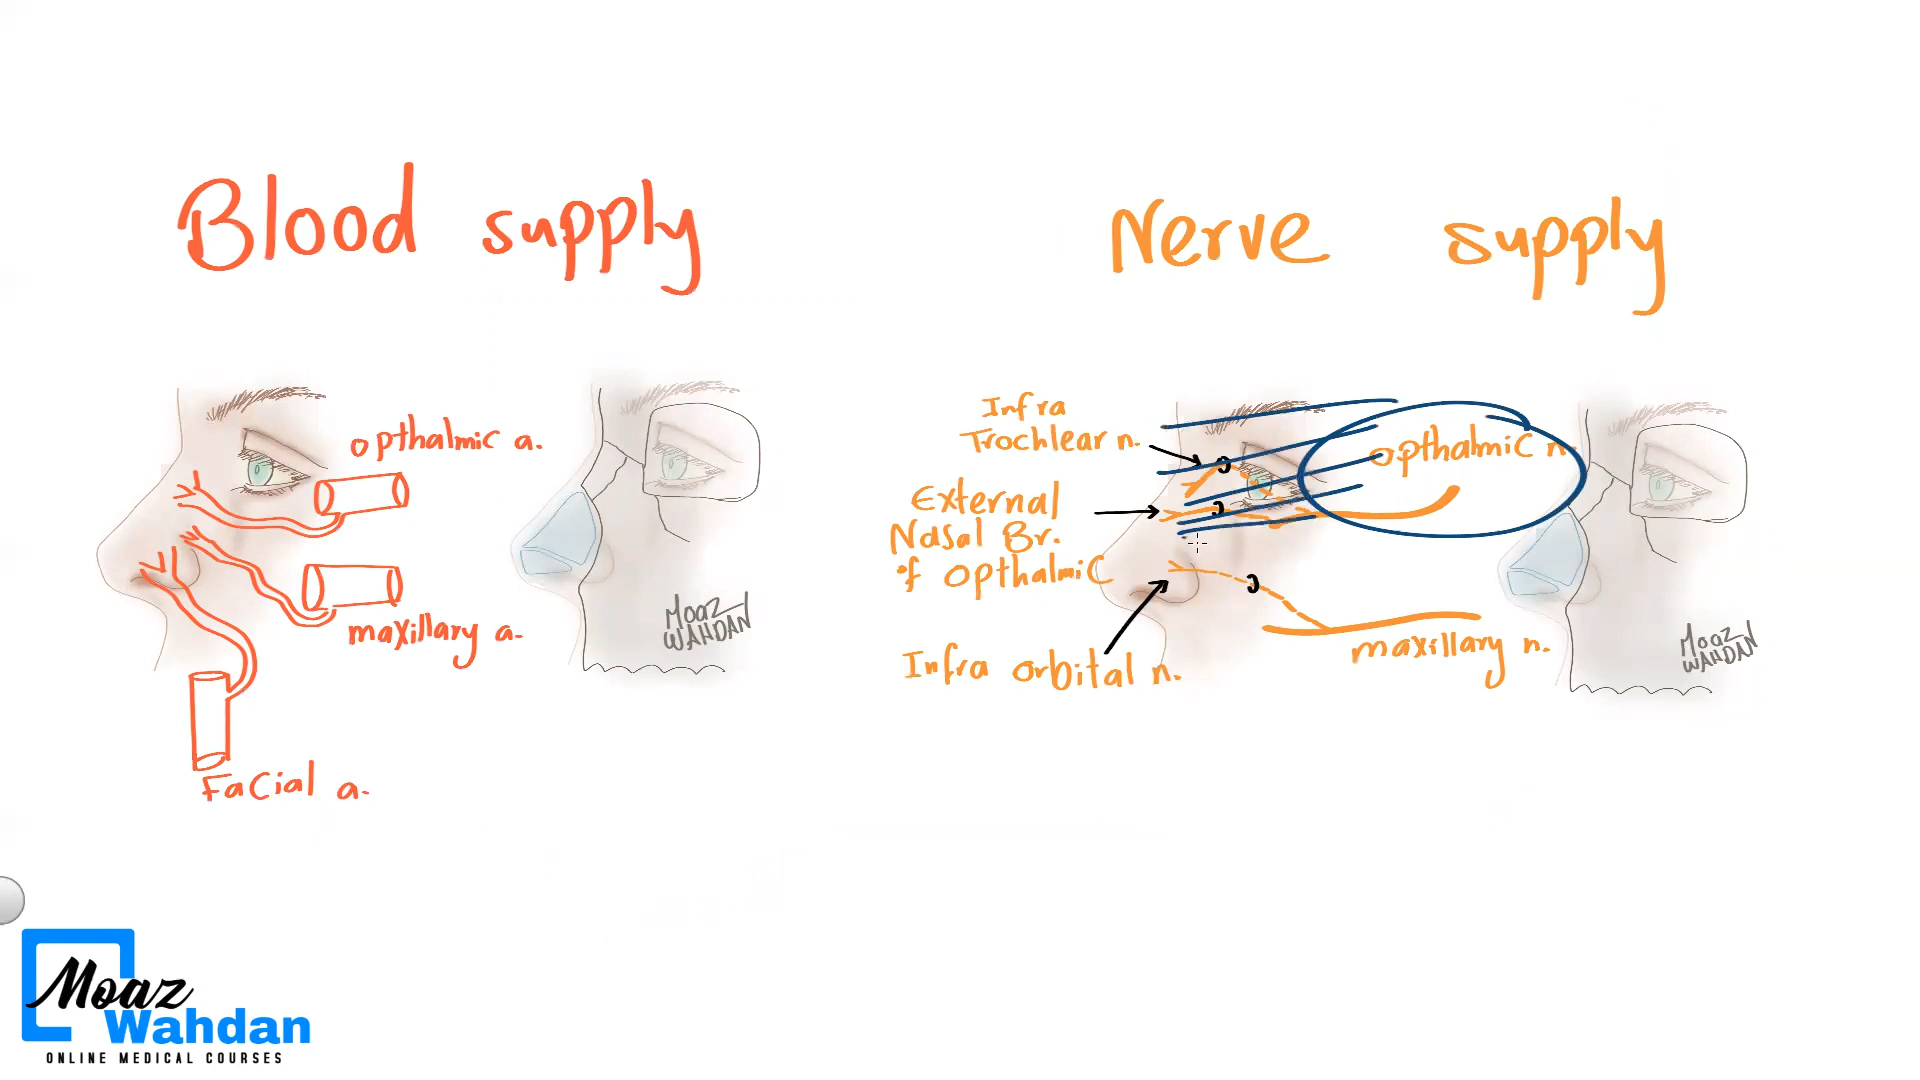 Blood supply
Nerve supply
opthalmic a.
maxillary a.
Facial a.
Moaz
WAHDAN
Infra
Trochlear n.
External
Nasal Br.
of opthalmic
Infra orbital n.
opthalmic n.
maxillary n.
Moaz
WAHDAN
Moaz
Wahdan
ONLINE MEDICAL COURSES